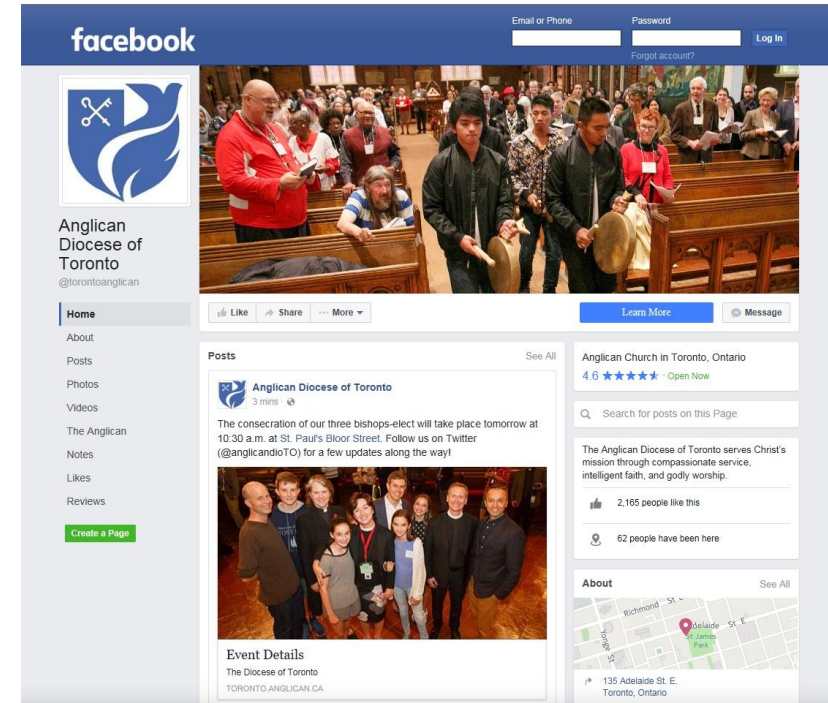 facebook
Email or Phone
Password
Log In
Forgot account?
Anglican
Diocese of
Toronto
@torontoanglican
Home
About
Posts
Photos
Videos
The Anglican
Notes
Likes
Reviews
Create a Page
Like
Share
··· More
Learn More
Message
Posts
See All
Anglican Diocese of Toronto
3 mins ·
The consecration of our three bishops-elect will take place tomorrow at
10:30 a.m. at St. Paul's Bloor Street. Follow us on Twitter
(@anglicandioTO) for a few updates along the way!
Event Details
The Diocese of Toronto
TORONTO.ANGLICAN.CA
Anglican Church in Toronto, Ontario
4.6 ★★★★★ · Open Now
Search for posts on this Page
The Anglican Diocese of Toronto serves Christ's
mission through compassionate service,
intelligent faith, and godly worship.
2,165 people like this
62 people have been here
About
See All
Richmond St E
Adelaide St E
St James
Park
Yonge St
135 Adelaide St. E.
Toronto, Ontario